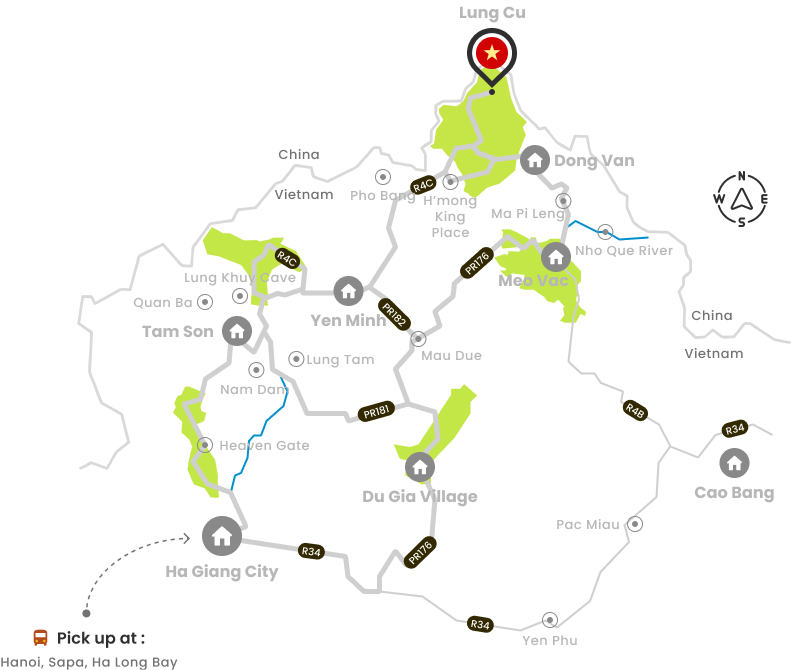 Lung Cu
China
Vietnam
Dong Van
Pho Bang
R4C
H'mong
King
Place
Ma Pi Leng
N
W
E
S
Nho Que River
R4C
PR176
Lung Khuy Cave
Meo Vac
Quan Ba
Yen Minh
PR182
China
Vietnam
Tam Son
Lung Tam
Mau Due
Nam Dam
PR181
R4B
R34
Heaven Gate
Du Gia Village
Cao Bang
Pac Miau
R34
PR176
Ha Giang City
R34
Yen Phu
Pick up at :
Hanoi, Sapa, Ha Long Bay